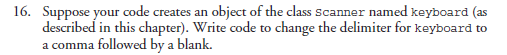 16. Suppose your code creates an object of the class Scanner named keyboard (as
described in this chapter). Write code to change the delimiter for keyboard to
a comma followed by a blank.